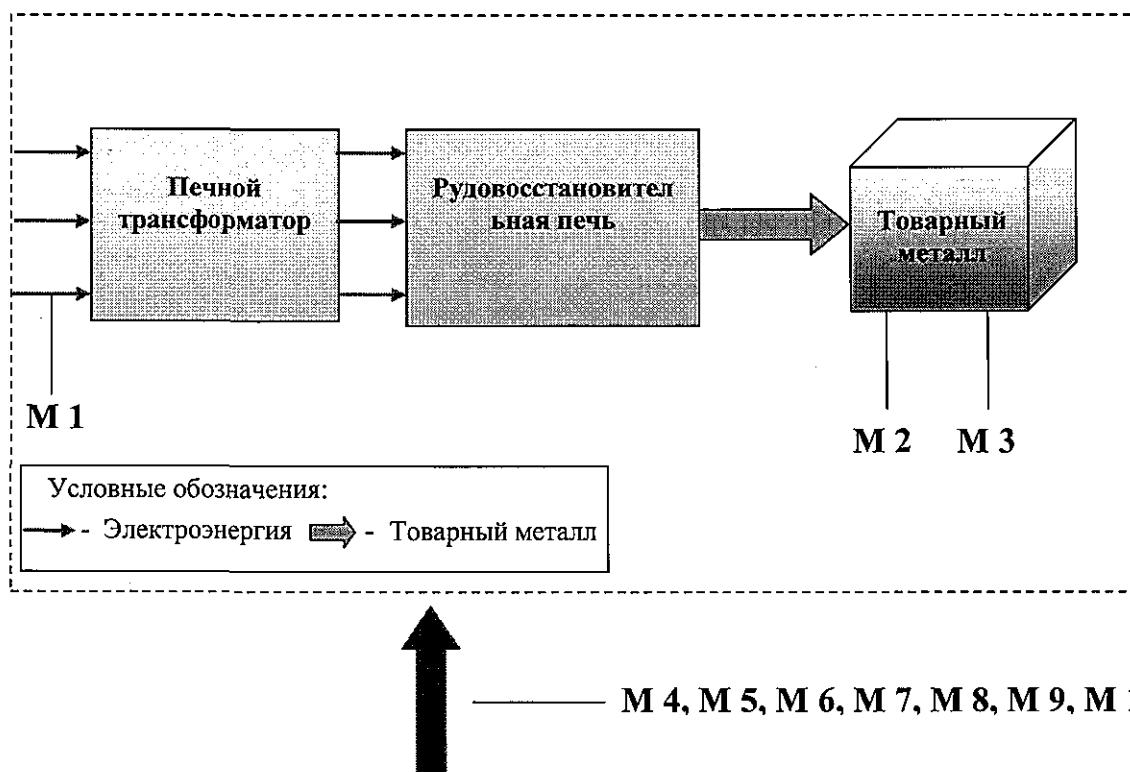 Печной
трансформатор
Рудовосстановител
ьная печь
Товарный
металл
М 1
М 2 М 3
Условные обозначения:
- Электроэнергия - Товарный металл
М 4, М 5, М 6, М 7, М 8, М 9, М